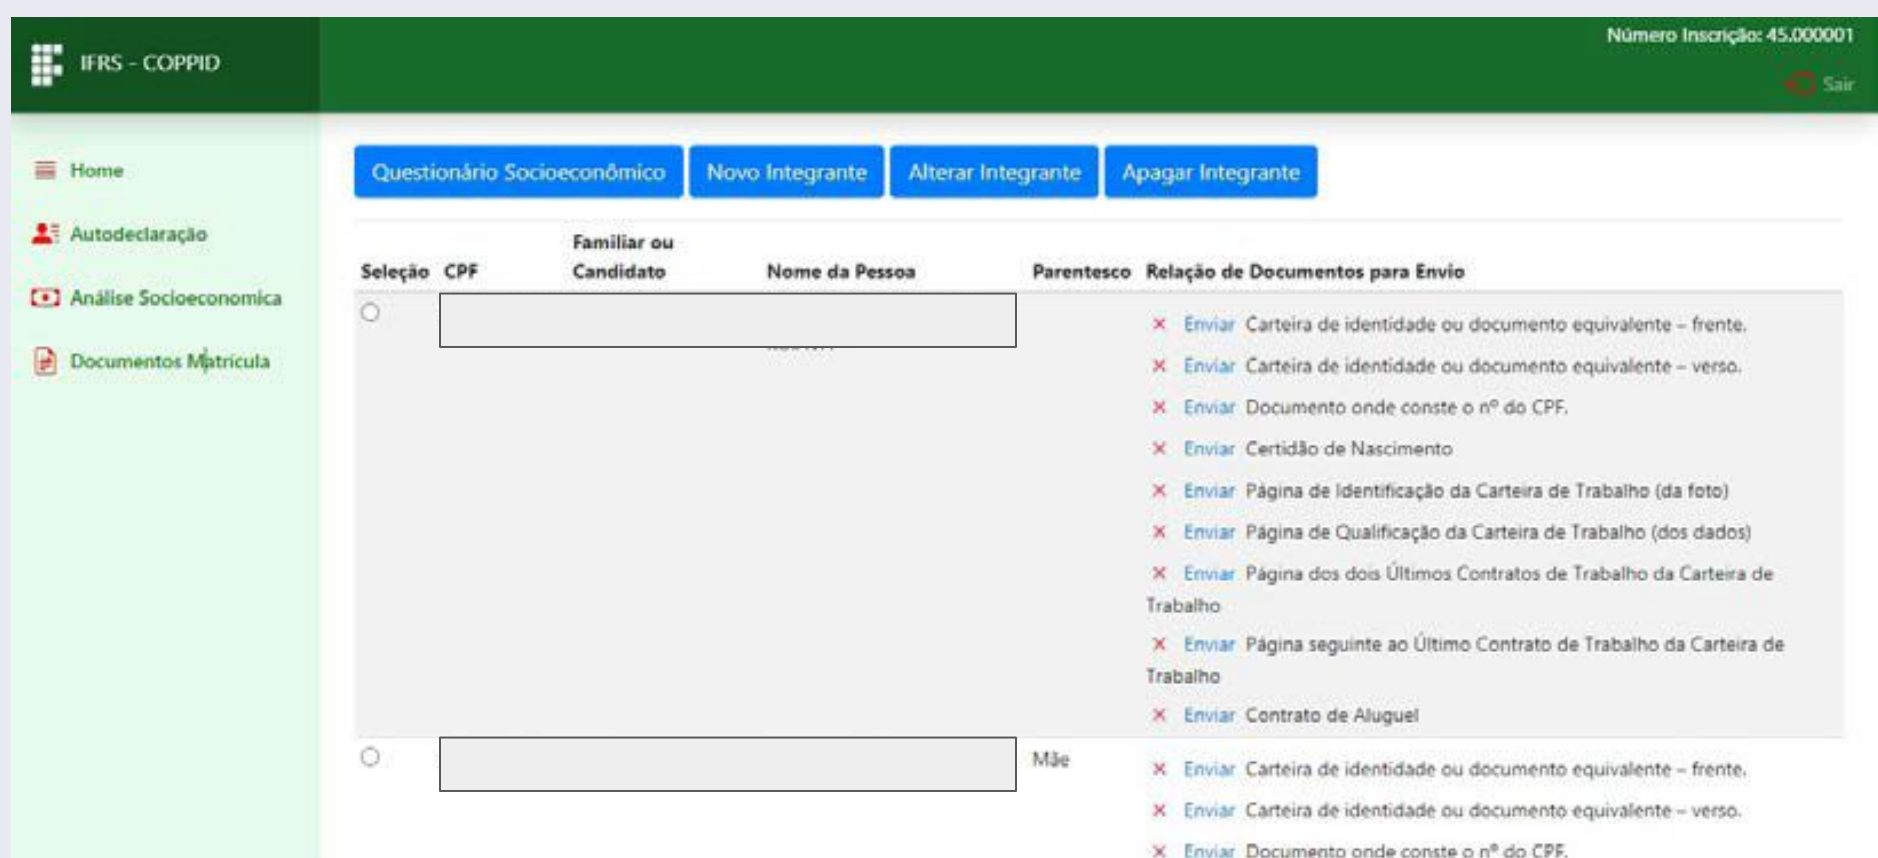 IFRS - COPPID
Número Inscrição: 45.000001
Sair
Home
Autodeclaração
Análise Socioeconomica
Documentos Matrícula
Questionário Socioeconômico Novo Integrante Alterar Integrante Apagar Integrante
Seleção CPF Familiar ou Candidato Nome da Pessoa Parentesco Relação de Documentos para Envio
Enviar Carteira de identidade ou documento equivalente – frente.
Enviar Carteira de identidade ou documento equivalente – verso.
Enviar Documento onde conste o nº do CPF.
Enviar Certidão de Nascimento
Enviar Página de Identificação da Carteira de Trabalho (da foto)
Enviar Página de Qualificação da Carteira de Trabalho (dos dados)
Enviar Página dos dois Últimos Contratos de Trabalho da Carteira de
Trabalho
Enviar Página seguinte ao Último Contrato de Trabalho da Carteira de
Trabalho
Enviar Contrato de Aluguel
Mãe
Enviar Carteira de identidade ou documento equivalente – frente.
Enviar Carteira de identidade ou documento equivalente – verso.
Enviar Documento onde conste o nº do CPF.